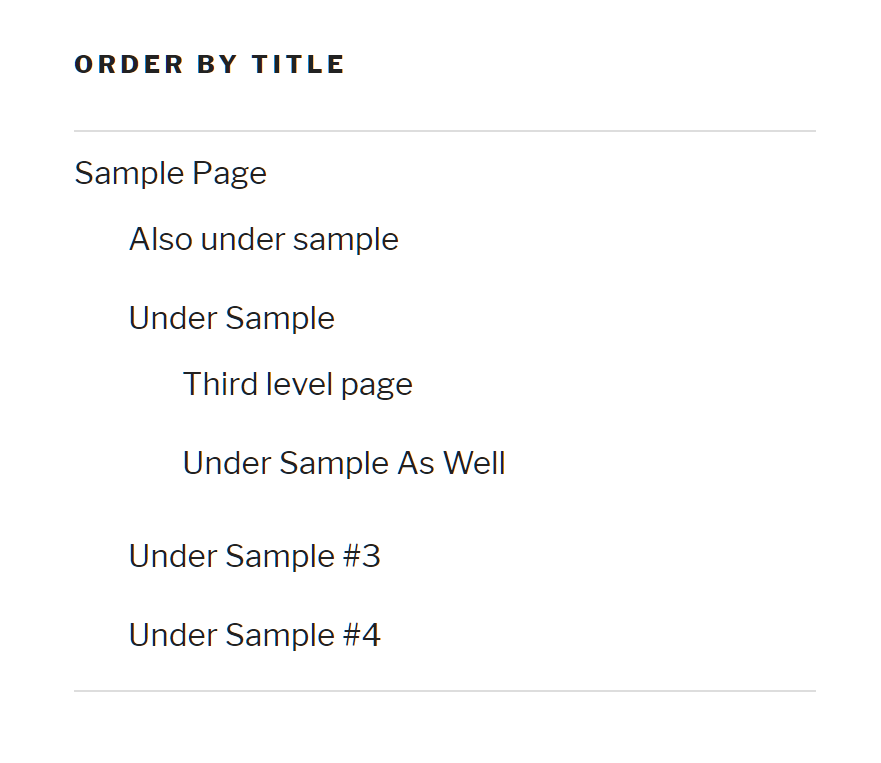 ORDER BY TITLE
Sample Page
Also under sample
Under Sample
Third level page
Under Sample As Well
Under Sample #3
Under Sample #4